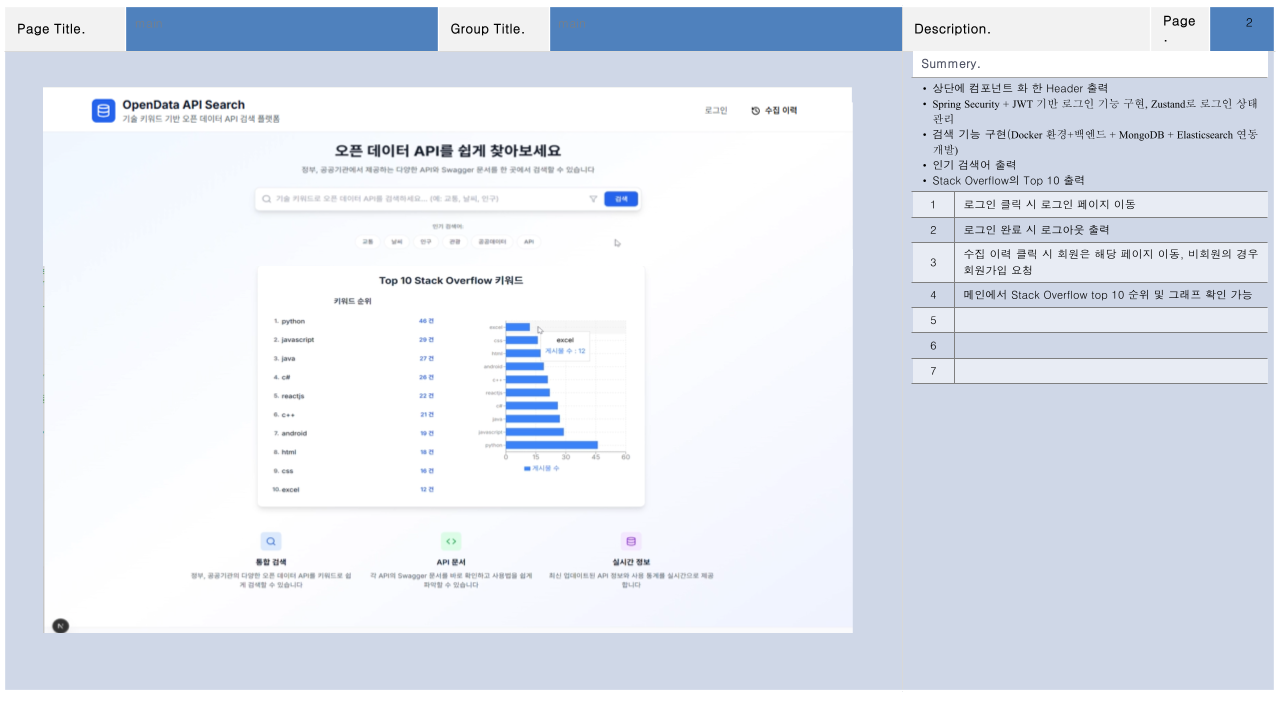 Page Title.
Group Title.
Description.
Page
.
2
Summery.
• 상단에 컴포넌트 화 한 Header 출력
• Spring Security + JWT 기반 로그인 기능 구현, Zustand로 로그인 상태
관리
• 검색 기능 구현(Docker 환경+백엔드 + MongoDB + Elasticsearch 연동
개발)
• 인기 검색어 출력
• Stack Overflow의 Top 10 출력
1 로그인 클릭 시 로그인 페이지 이동
2 로그인 완료 시 로그아웃 출력
3 수집 이력 클릭 시 회원은 해당 페이지 이동, 비회원의 경우
회원가입 요청
4 메인에서 Stack Overflow top 10 순위 및 그래프 확인 가능
5
6
7
OpenData API Search
기술 키워드 기반 오픈 데이터 API 검색 플랫폼
로그인 수집 이력
오픈 데이터 API를 쉽게 찾아보세요
정부, 공공기관에서 제공하는 다양한 API와 Swagger 문서를 한 곳에서 검색할 수 있습니다
기술 키워드로 오픈 데이터 API를 검색하세요... (예: 교통, 날씨, 인구) 검색
인기 검색어:
교통 날씨 인구 관광 공공데이터 API
Top 10 Stack Overflow 키워드
키워드 순위
1. python 46 건
2. javascript 29 건
3. java 27 건
4. c# 26 건
5. reactjs 22 건
6. c++ 21 건
7. android 19 건
8. html 18 건
9. css 16 건
10. excel 12 건
excel
css
html
android
c++
reactjs
c#
java
javascript
python
excel
게시물 수 : 12
0 15 30 45 60
게시물 수
통합 검색
정부, 공공기관의 다양한 오픈 데이터 API를 키워드로 쉽
게 검색할 수 있습니다
API 문서
각 API의 Swagger 문서를 바로 확인하고 사용법을 쉽게
파악할 수 있습니다
실시간 정보
최신 업데이트된 API 정보와 사용 통계를 실시간으로 제공
합니다
N